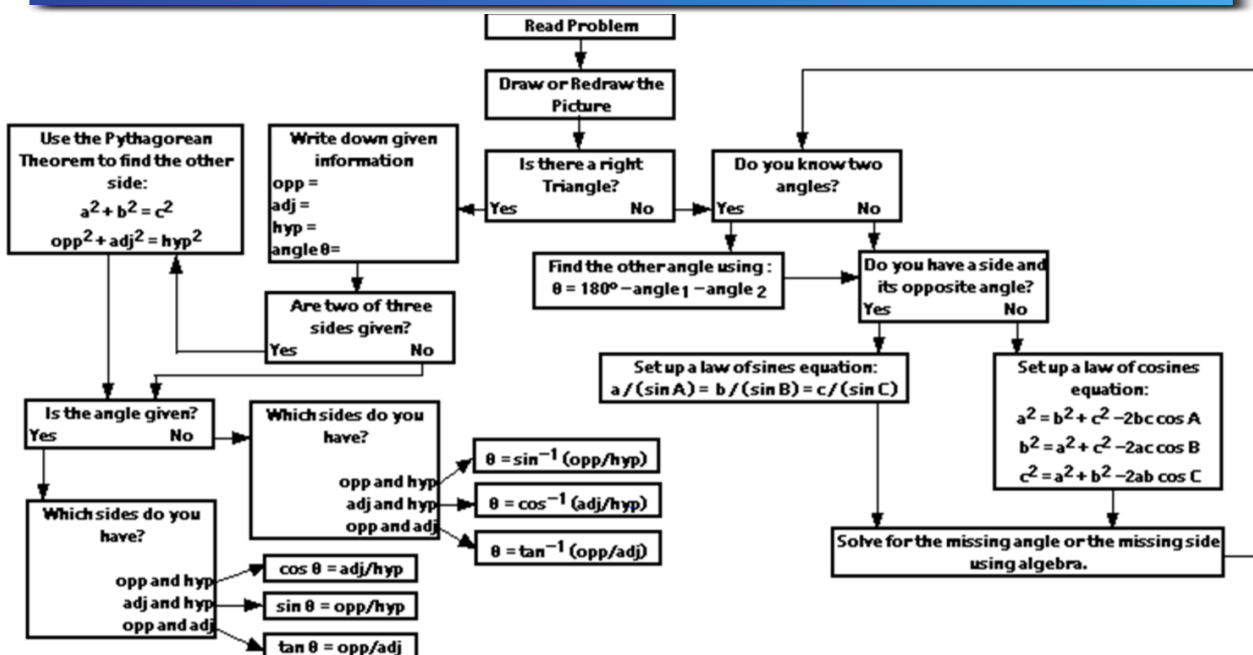 Read Problem
Draw or Redraw the
Picture
Is there a right
Triangle?
Yes No
Do you know two
angles?
Yes No
Write down given
information
opp =
adj =
hyp =
angle θ=
Use the Pythagorean
Theorem to find the other
side:
a² + b² = c²
opp² + adj² = hyp²
Are two of three
sides given?
Yes No
Find the other angle using :
θ = 180º – angle₁ – angle ₂
Do you have a side and
its opposite angle?
Yes No
Set up a law of sines equation:
a / (sin A) = b / (sin B) = c / (sin C)
Set up a law of cosines
equation:
a² = b² + c² –2bc cos A
b² = a² + c² –2ac cos B
c² = a² + b² –2ab cos C
Solve for the missing angle or the missing side
using algebra.
Is the angle given?
Yes No
Which sides do you
have?
opp and hyp
adj and hyp
opp and adj
θ = sin⁻¹ (opp/hyp)
θ = cos⁻¹ (adj/hyp)
θ = tan⁻¹ (opp/adj)
Which sides do you
have?
opp and hyp
adj and hyp
opp and adj
cos θ = adj/hyp
sin θ = opp/hyp
tan θ = opp/adj